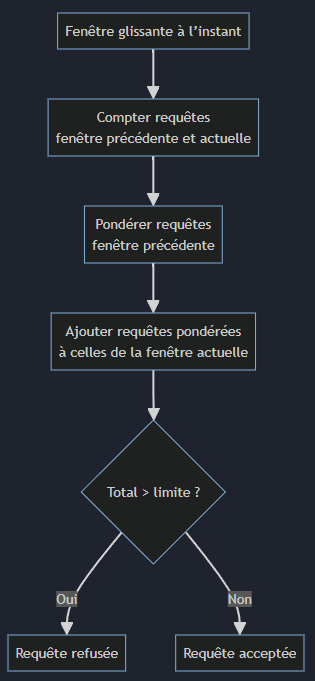 Fenêtre glissante à l’instant
Compter requêtes
fenêtre précédente et actuelle
Pondérer requêtes
fenêtre précédente
Ajouter requêtes pondérées
à celles de la fenêtre actuelle
Total > limite ?
Oui
Non
Requête refusée
Requête acceptée